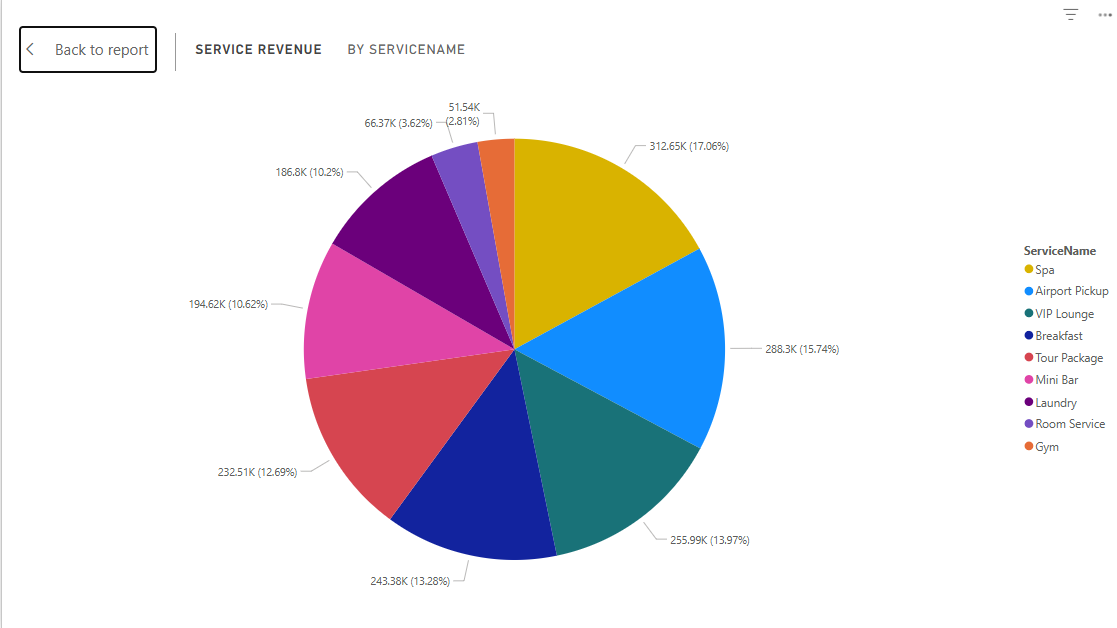 Back to report
SERVICE REVENUE
BY SERVICENAME
51.54K
(2.81%)
66.37K (3.62%)
312.65K (17.06%)
186.8K (10.2%)
194.62K (10.62%)
288.3K (15.74%)
232.51K (12.69%)
255.99K (13.97%)
243.38K (13.28%)
ServiceName
Spa
Airport Pickup
VIP Lounge
Breakfast
Tour Package
Mini Bar
Laundry
Room Service
Gym